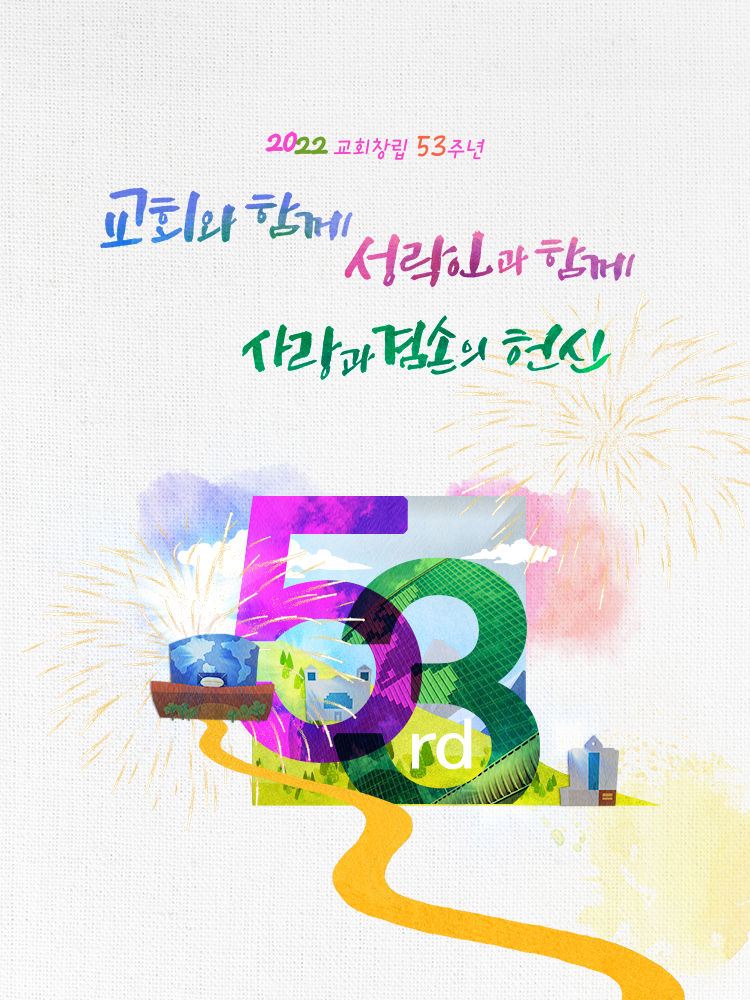 2022 교회창립 53주년
교회와 함께
성락인과 함께
사랑과 겸손의 헌신
53
rd